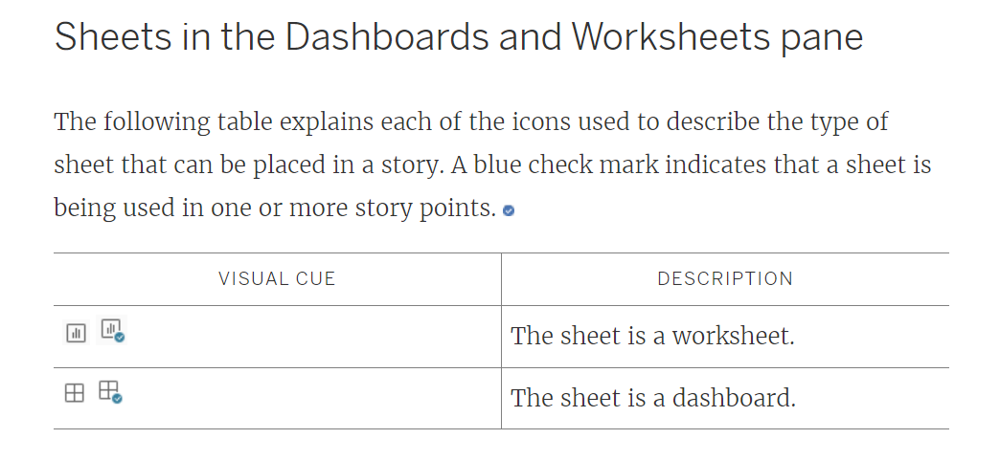 Sheets in the Dashboards and Worksheets pane
The following table explains each of the icons used to describe the type of
sheet that can be placed in a story. A blue check mark indicates that a sheet is
being used in one or more story points.
VISUAL CUE
DESCRIPTION
The sheet is a worksheet.
The sheet is a dashboard.